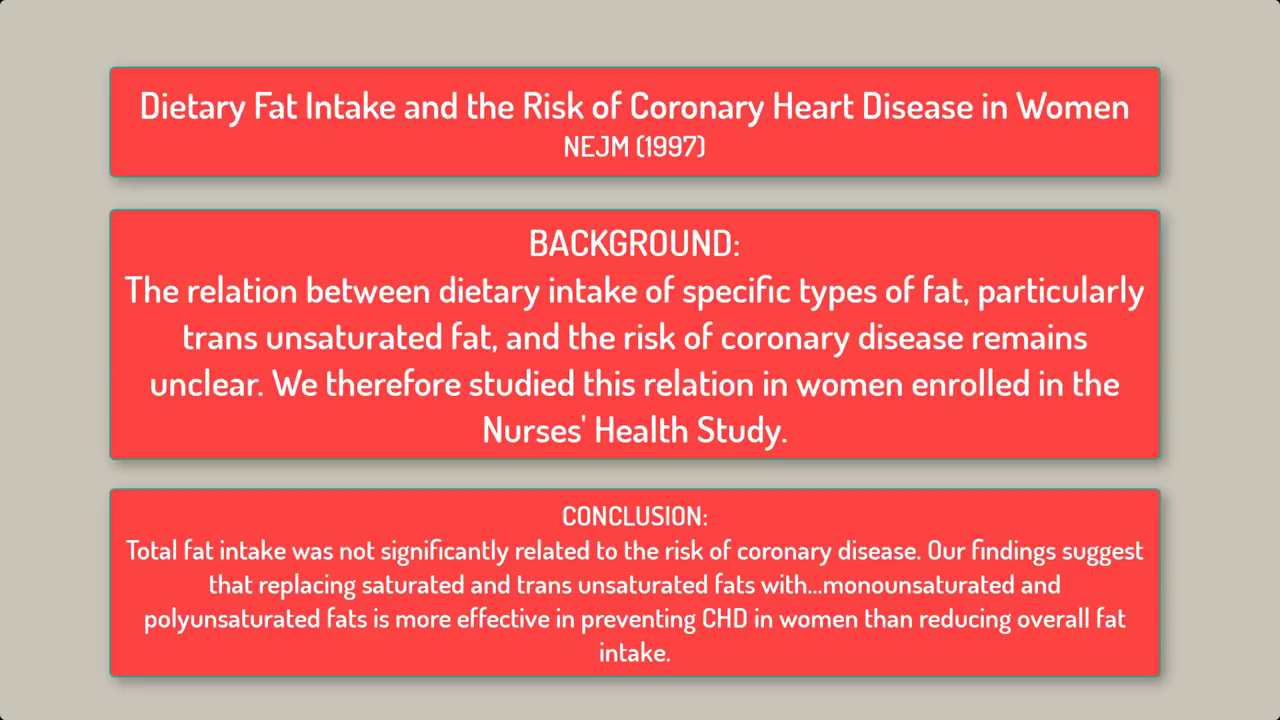 Dietary Fat Intake and the Risk of Coronary Heart Disease in Women
NEJM (1997)
BACKGROUND:
The relation between dietary intake of specific types of fat, particularly
trans unsaturated fat, and the risk of coronary disease remains
unclear. We therefore studied this relation in women enrolled in the
Nurses' Health Study.
CONCLUSION:
Total fat intake was not significantly related to the risk of coronary disease. Our findings suggest
that replacing saturated and trans unsaturated fats with...monounsaturated and
polyunsaturated fats is more effective in preventing CHD in women than reducing overall fat
intake.